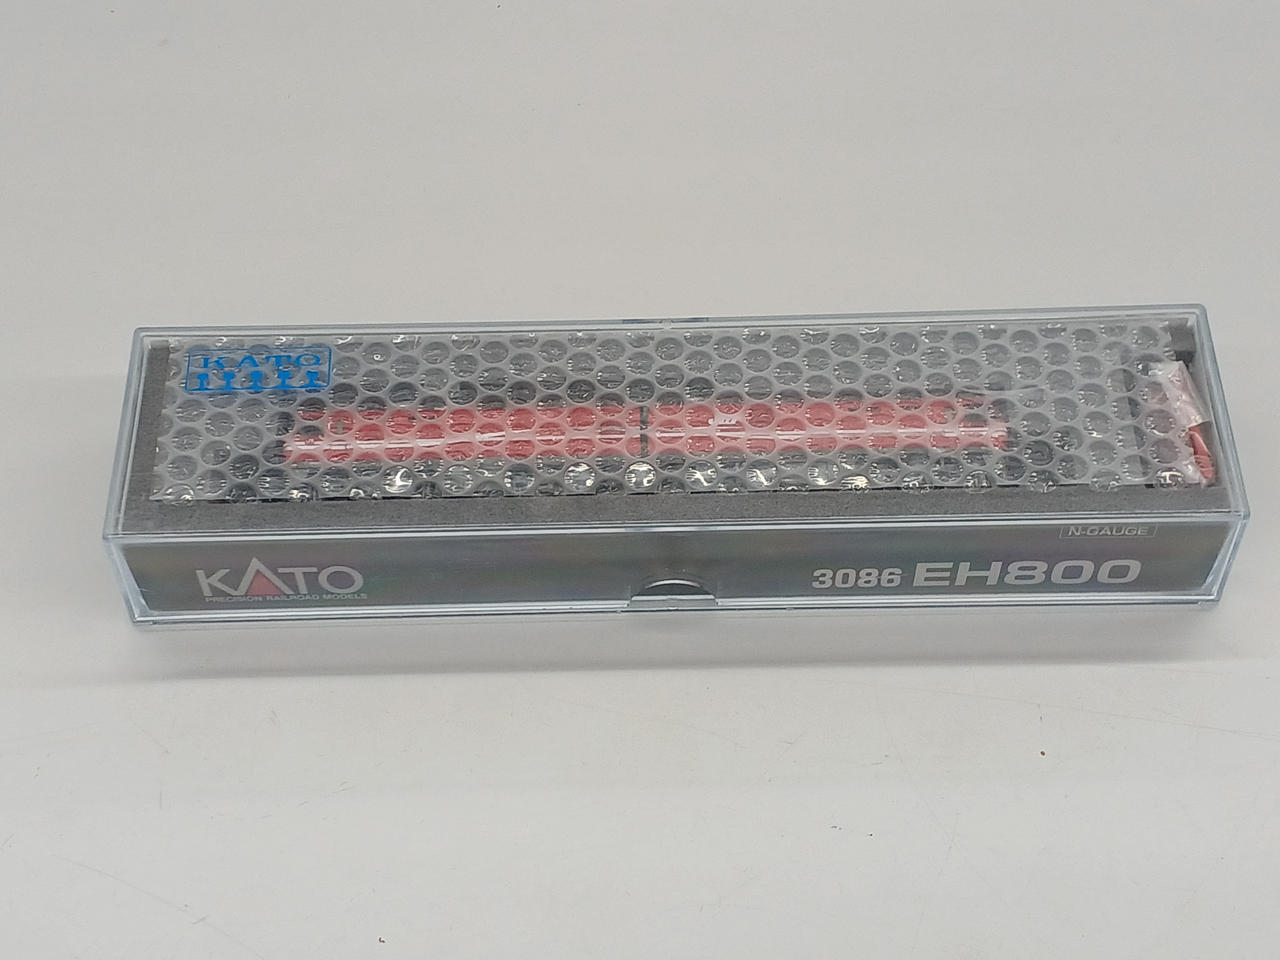 KATO
N-GAUGE
KATO
PRECISION RAILROAD MODELS
3086 EH800